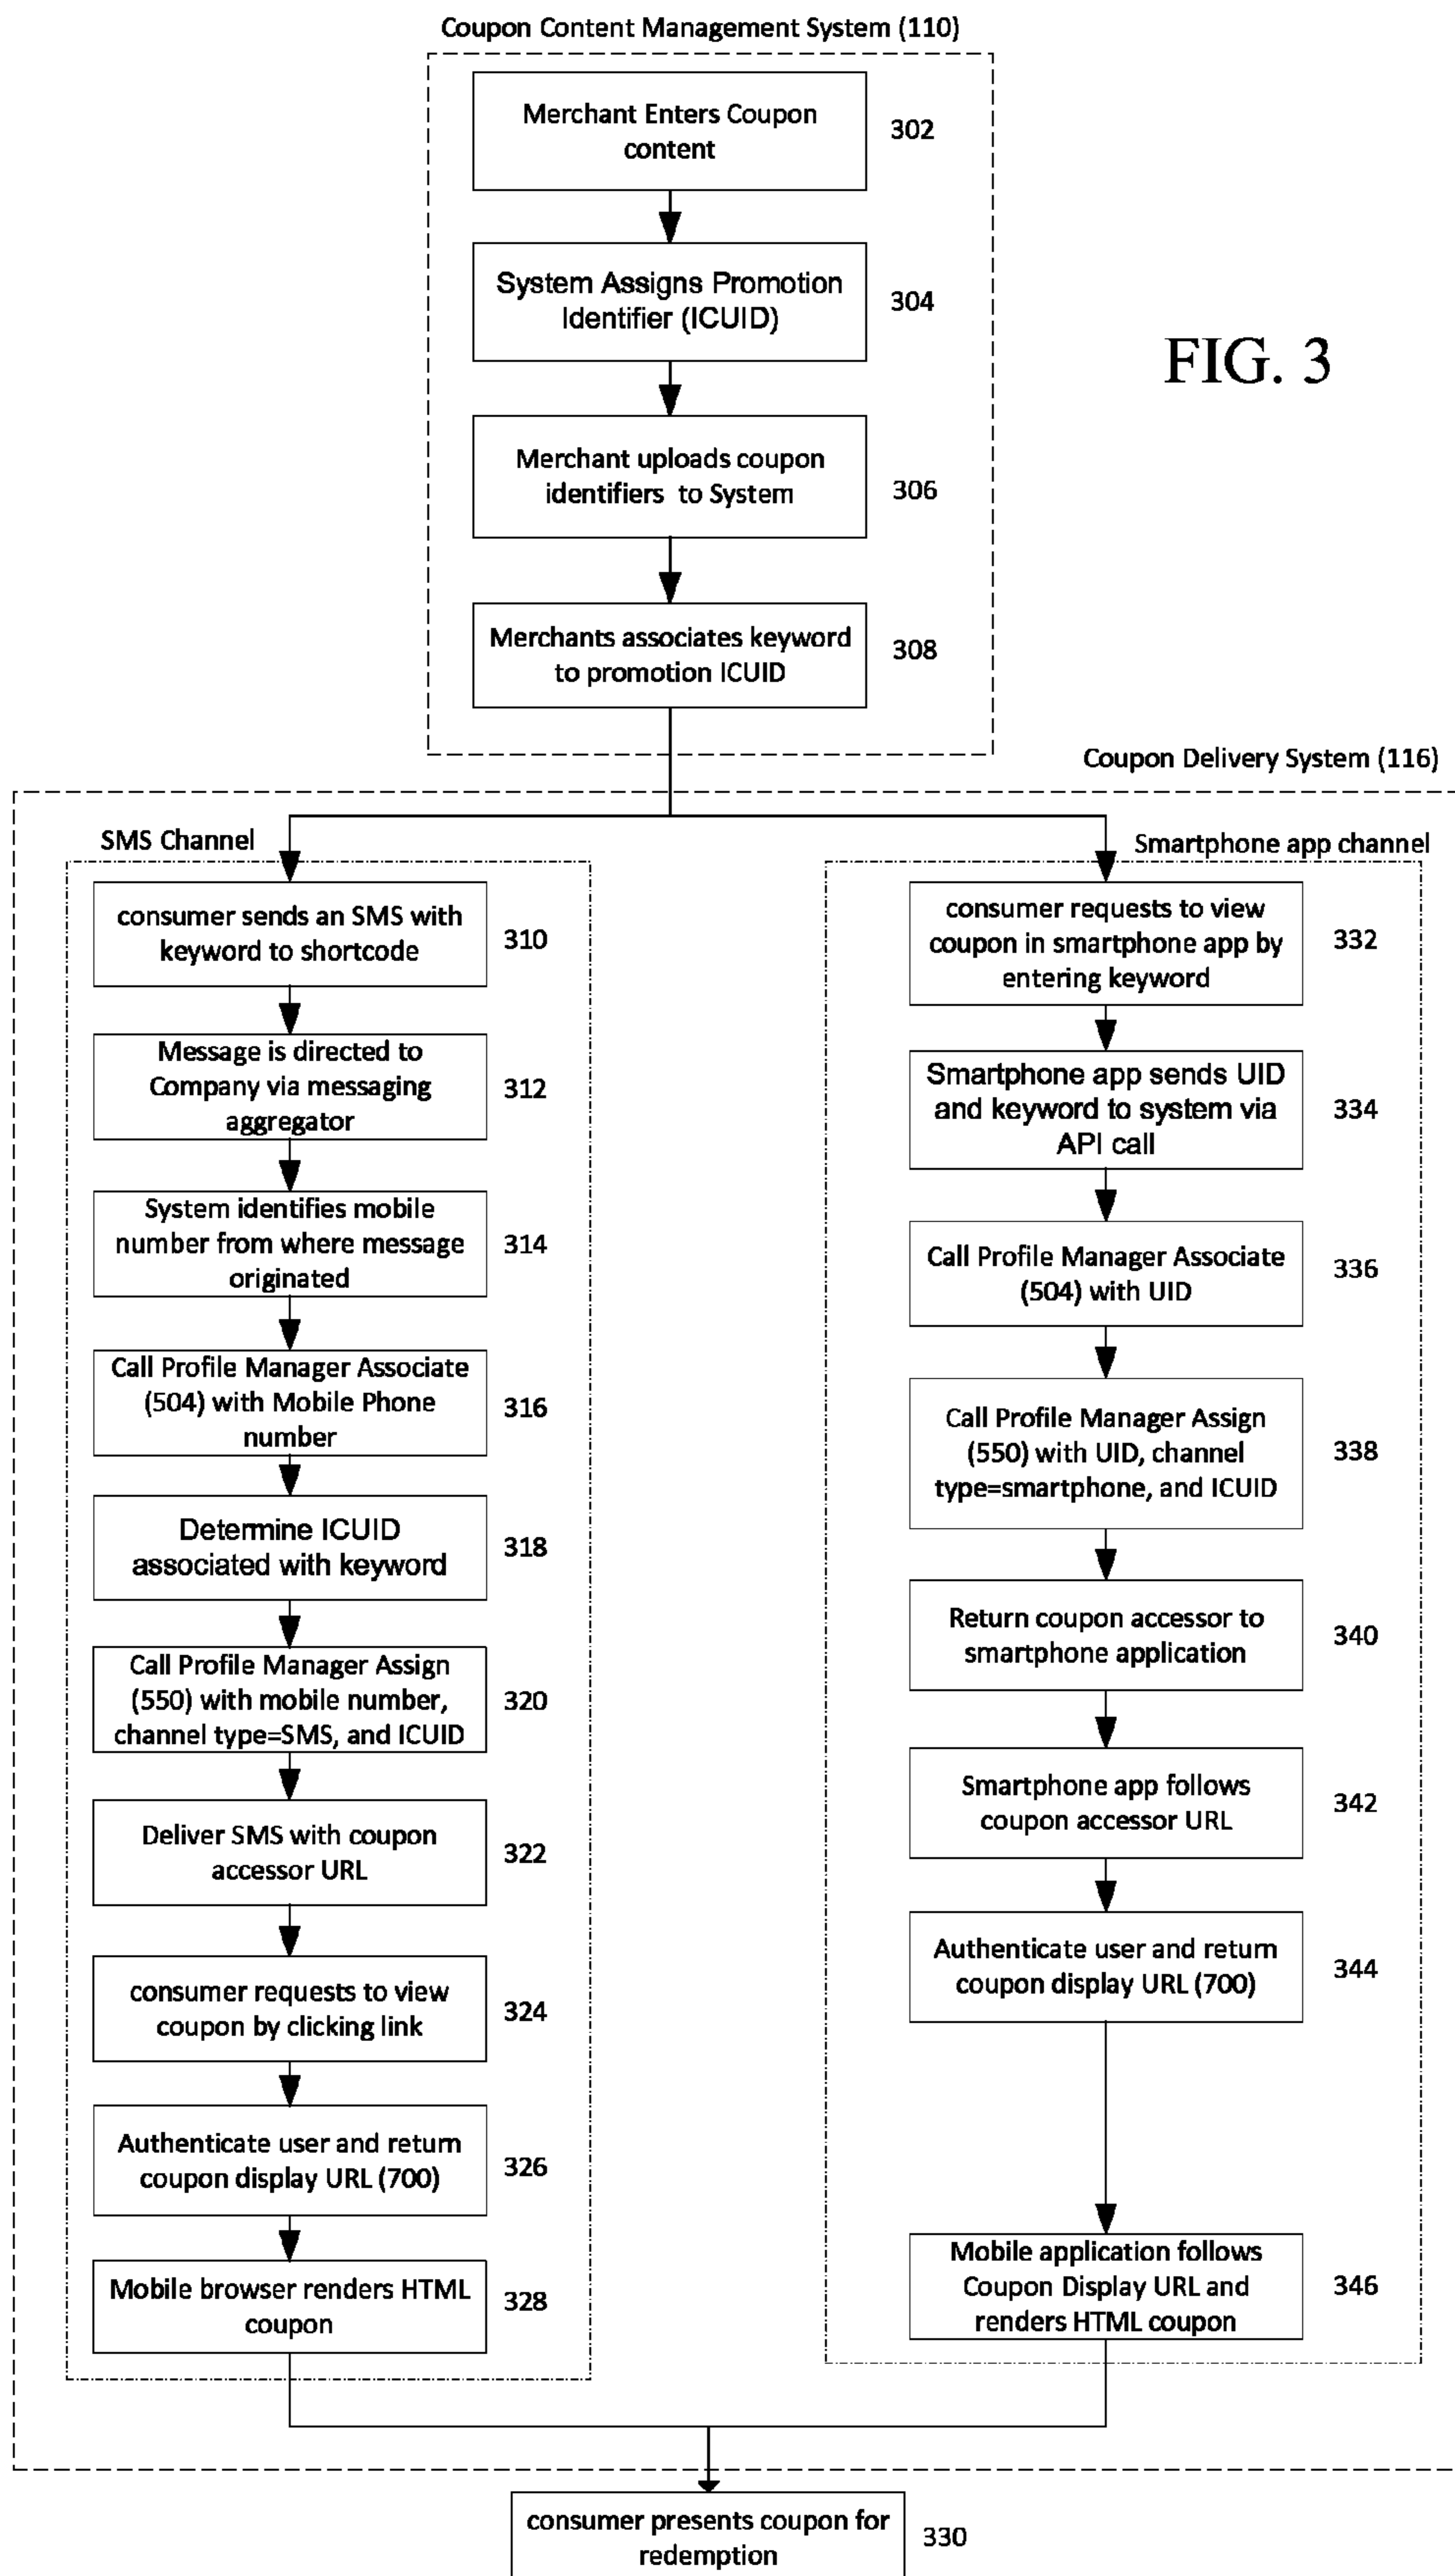 Coupon Content Management System (110)
Merchant Enters Coupon
content
302
System Assigns Promotion
Identifier (ICUID)
304
FIG. 3
Merchant uploads coupon
identifiers to System
306
Merchants associates keyword
to promotion ICUID
308
Coupon Delivery System (116)
SMS Channel
consumer sends an SMS with
keyword to shortcode
310
Message is directed to
Company via messaging
aggregator
312
System identifies mobile
number from where message
originated
314
Call Profile Manager Associate
(504) with Mobile Phone
number
316
Determine ICUID
associated with keyword
318
Call Profile Manager Assign
(550) with mobile number,
channel type=SMS, and ICUID
320
Deliver SMS with coupon
accessor URL
322
consumer requests to view
coupon by clicking link
324
Authenticate user and return
coupon display URL (700)
326
Mobile browser renders HTML
coupon
328
Smartphone app channel
consumer requests to view
coupon in smartphone app by
entering keyword
332
Smartphone app sends UID
and keyword to system via
API call
334
Call Profile Manager Associate
(504) with UID
336
Call Profile Manager Assign
(550) with UID, channel
type=smartphone, and ICUID
338
Return coupon accessor to
smartphone application
340
Smartphone app follows
coupon accessor URL
342
Authenticate user and return
coupon display URL (700)
344
Mobile application follows
Coupon Display URL and
renders HTML coupon
346
consumer presents coupon for
redemption
330